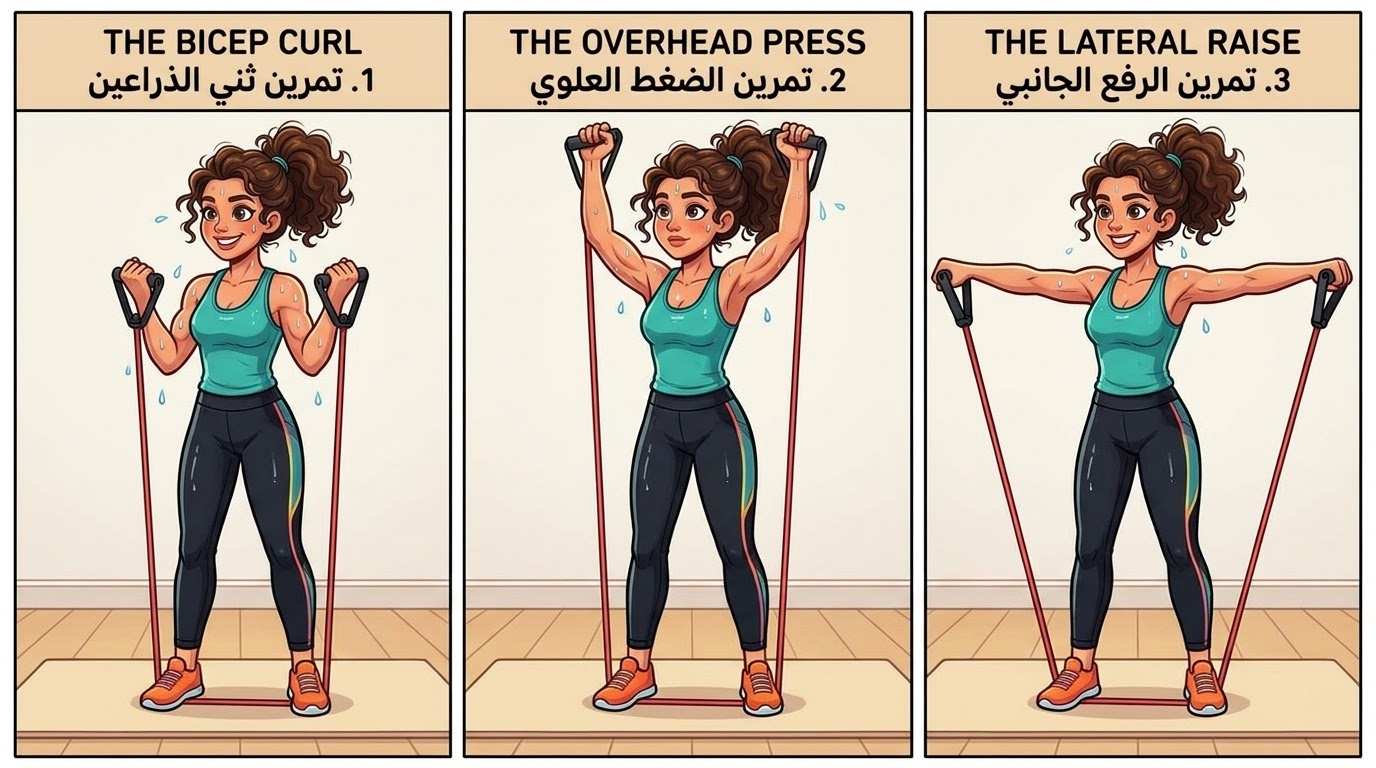 THE BICEP CURL
1. تمرين ثني الذراعين
THE OVERHEAD PRESS
2. تمرين الضغط العلوي
THE LATERAL RAISE
3. تمرين الرفع الجانبي